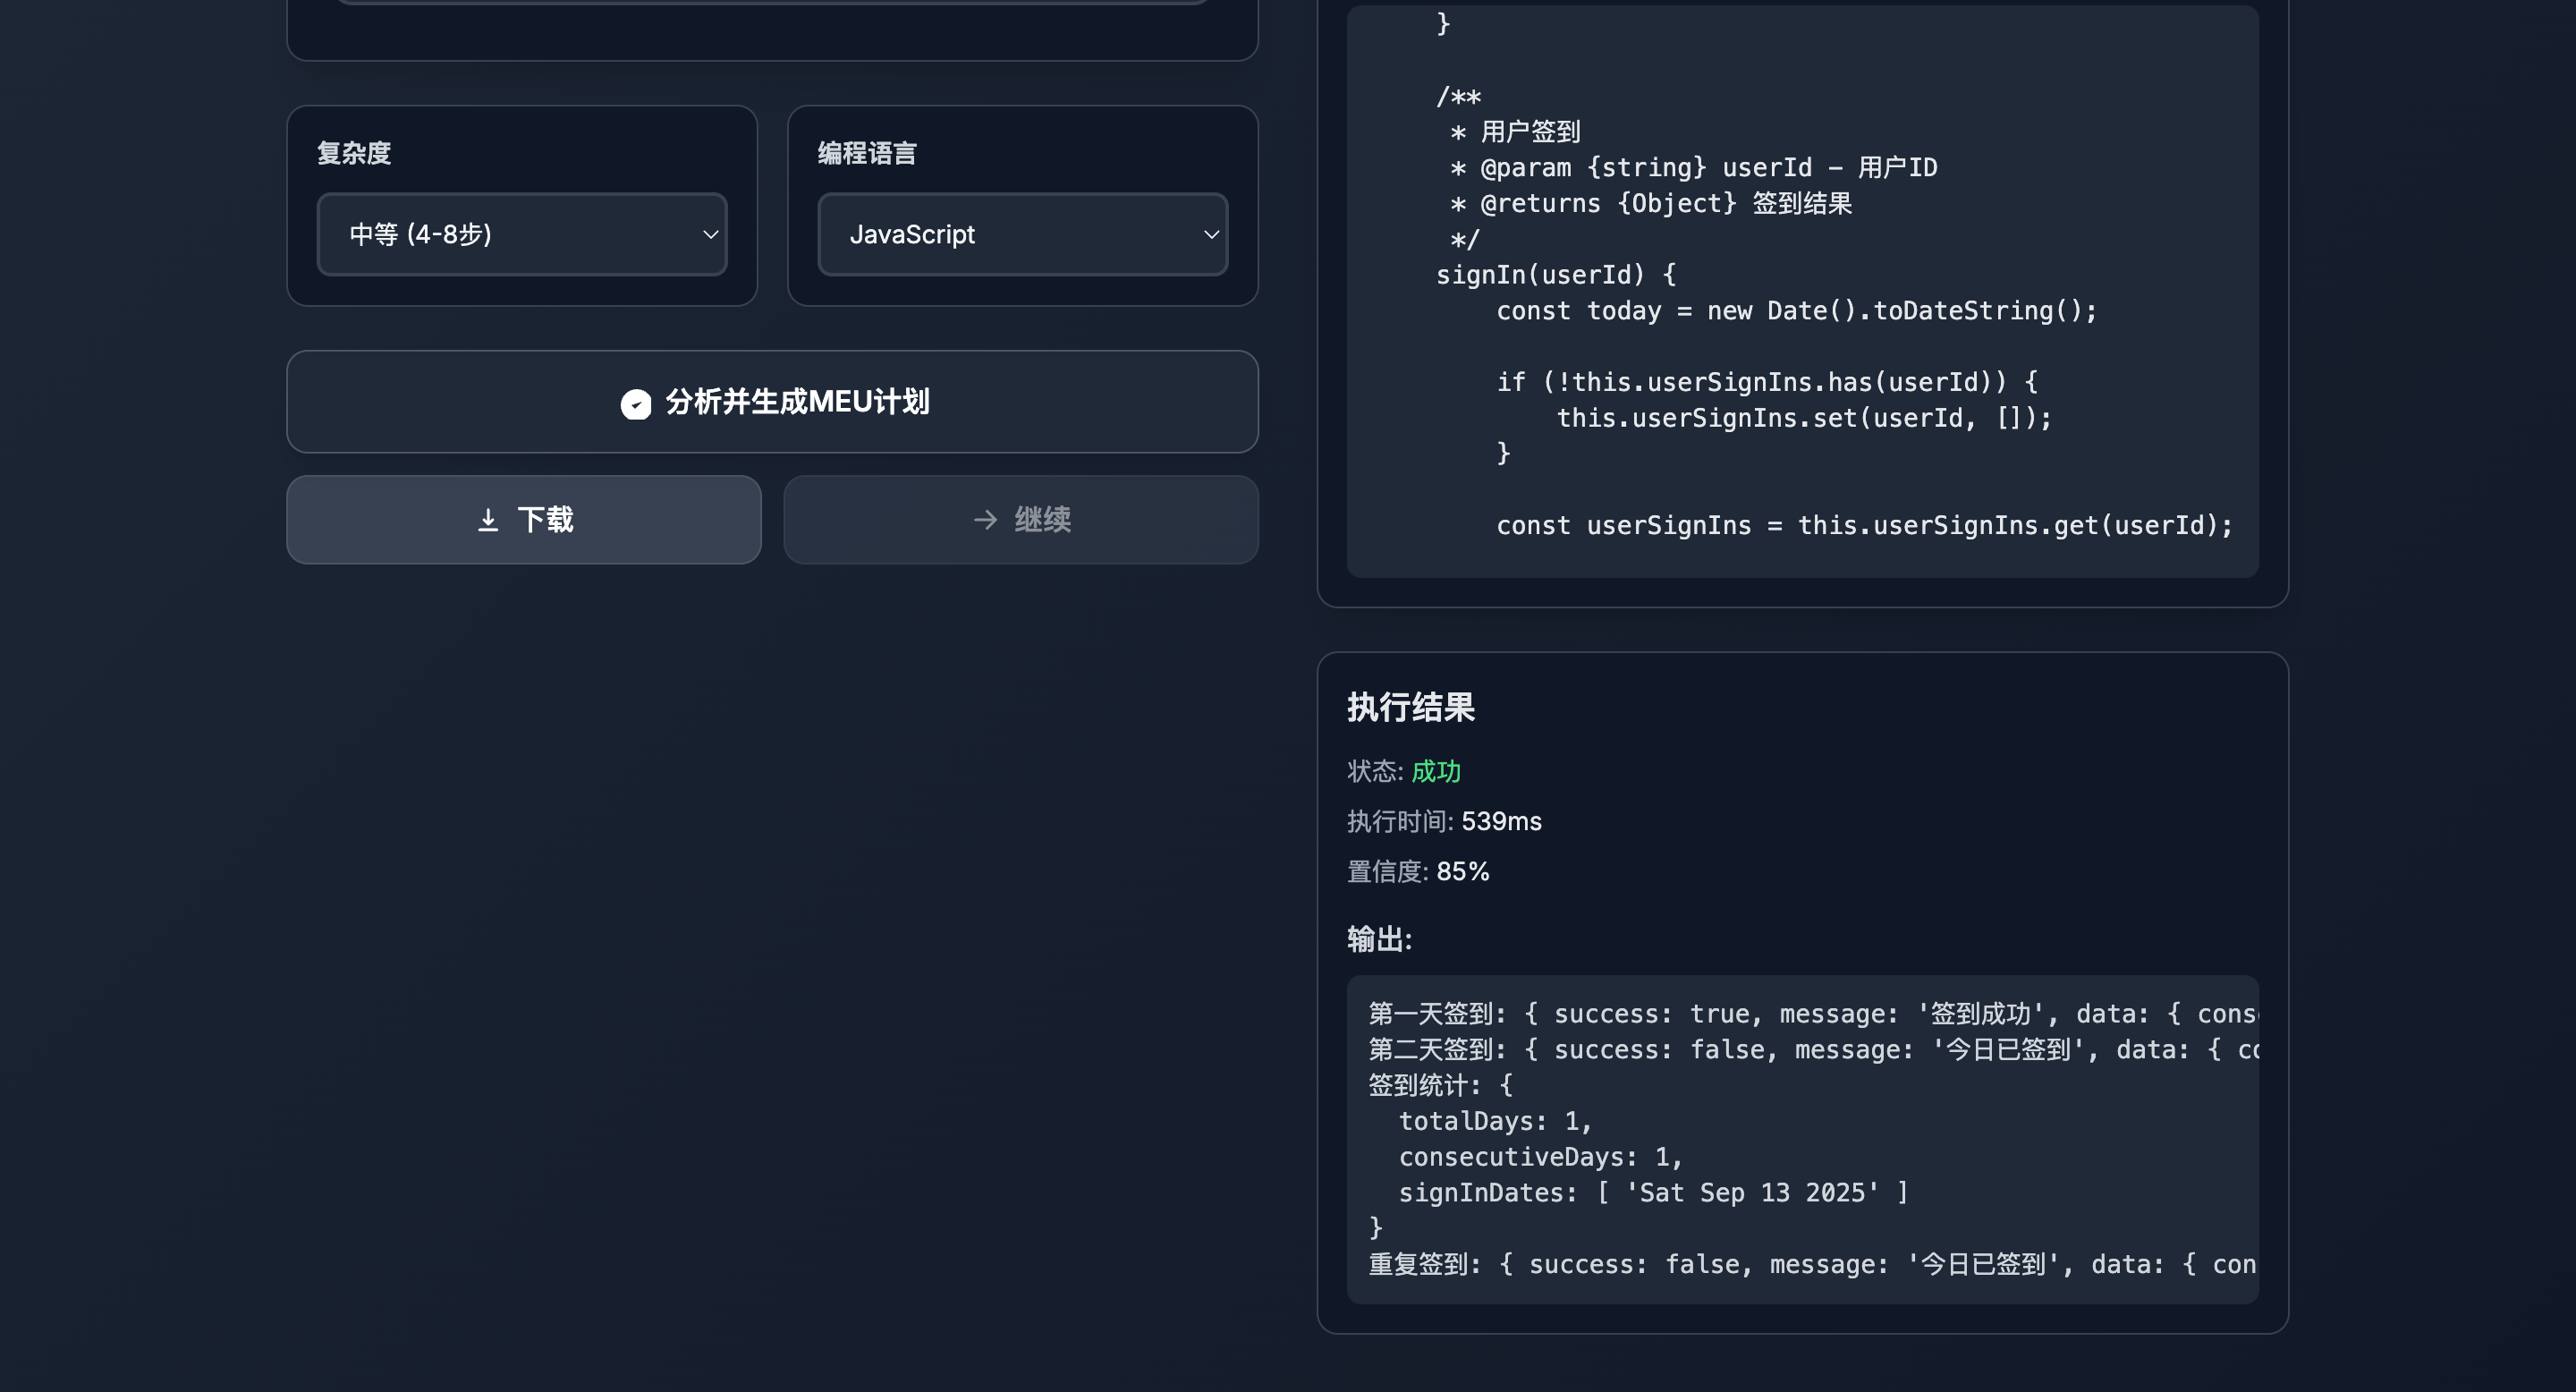 复杂度
中等 (4-8步)
编程语言
JavaScript
分析并生成MEU计划
下载
继续
}
/**
* 用户签到
* @param {string} userId - 用户ID
* @returns {Object} 签到结果
*/
signIn(userId) {
const today = new Date().toDateString();
if (!this.userSignIns.has(userId)) {
this.userSignIns.set(userId, []);
}
const userSignIns = this.userSignIns.get(userId);
执行结果
状态: 成功
执行时间: 539ms
置信度: 85%
输出:
第一天签到: { success: true, message: '签到成功', data: { cons
第二天签到: { success: false, message: '今日已签到', data: { co
签到统计: {
totalDays: 1,
consecutiveDays: 1,
signInDates: [ 'Sat Sep 13 2025' ]
}
重复签到: { success: false, message: '今日已签到', data: { con